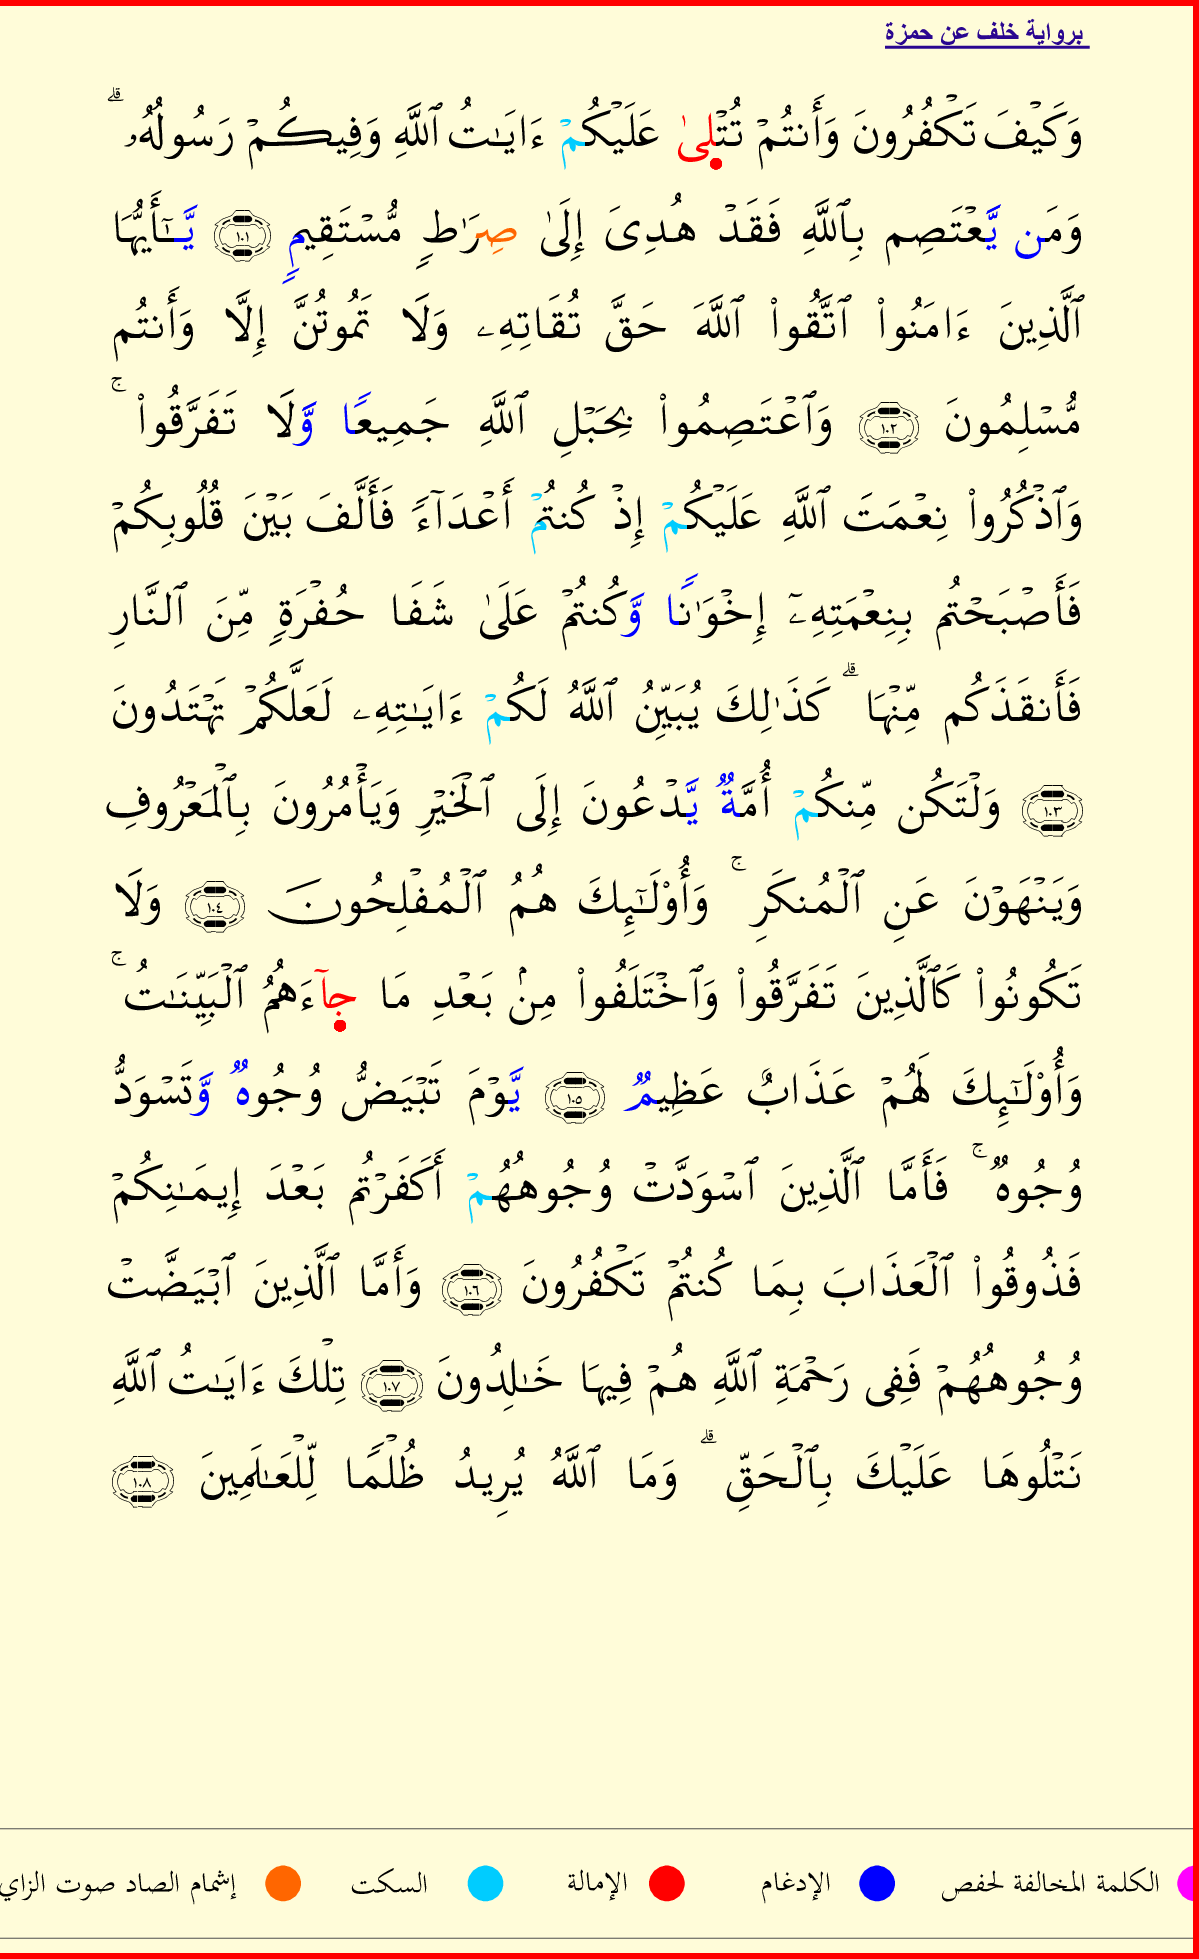 برواية خلف عن حمزة
وَكَيْفَ تَكْفُرُونَ وَأَنتُمْ تُتْلِىٰ عَلَيْكُمْ ءَايَـٰتُ ٱللَّهِ وَفِيكُمْ رَسُولُهُۥ ۗ
وَمَن يَّعْتَصِم بِٱللَّهِ فَقَدْ هُدِىَ إِلَىٰ صِرَٰطٍ مُّسْتَقِيمٍ ١٠١ يَّـٰٓأَيُّهَا
ٱلَّذِينَ ءَامَنُوا۟ ٱتَّقُوا۟ ٱللَّهَ حَقَّ تُقَاتِهِۦ وَلَا تَمُوتُنَّ إِلَّا وَأَنتُم
مُّسْلِمُونَ ١٠٢ وَٱعْتَصِمُوا۟ بِحَبْلِ ٱللَّهِ جَمِيعًا وَّلَا تَفَرَّقُوا۟ ۚ
وَٱذْكُرُوا۟ نِعْمَتَ ٱللَّهِ عَلَيْكُمْ إِذْ كُنتُمْ أَعْدَآءً فَأَلَّفَ بَيْنَ قُلُوبِكُمْ
فَأَصْبَحْتُم بِنِعْمَتِهِۦٓ إِخْوَٰنًا وَّكُنتُمْ عَلَىٰ شَفَا حُفْرَةٍ مِّنَ ٱلنَّارِ
فَأَنقَذَكُم مِّنْهَا ۗ كَذَٰلِكَ يُبَيِّنُ ٱللَّهُ لَكُمْ ءَايَـٰتِهِۦ لَعَلَّكُمْ تَهْتَدُونَ
١٠٣ وَلْتَكُن مِّنكُمْ أُمَّةٌ يَّدْعُونَ إِلَى ٱلْخَيْرِ وَيَأْمُرُونَ بِٱلْمَعْرُوفِ
وَيَنْهَوْنَ عَنِ ٱلْمُنكَرِ ۚ وَأُو۟لَـٰٓئِكَ هُمُ ٱلْمُفْلِحُونَ ١٠٤ وَلَا
تَكُونُوا۟ كَٱلَّذِينَ تَفَرَّقُوا۟ وَٱخْتَلَفُوا۟ مِنۢ بَعْدِ مَا جِآءَهُمُ ٱلْبَيِّنَـٰتُ ۚ
وَأُو۟لَـٰٓئِكَ لَهُمْ عَذَابٌ عَظِيمٌ ١٠٥ يَّوْمَ تَبْيَضُّ وُجُوهٌ وَّتَسْوَدُّ
وُجُوهٌ ۚ فَأَمَّا ٱلَّذِينَ ٱسْوَدَّتْ وُجُوهُهُمْ أَكَفَرْتُم بَعْدَ إِيمَـٰنِكُمْ
فَذُوقُوا۟ ٱلْعَذَابَ بِمَا كُنتُمْ تَكْفُرُونَ ١٠٦ وَأَمَّا ٱلَّذِينَ ٱبْيَضَّتْ
وُجُوهُهُمْ فَفِى رَحْمَةِ ٱللَّهِ هُمْ فِيهَا خَـٰلِدُونَ ١٠٧ تِلْكَ ءَايَـٰتُ ٱللَّهِ
نَتْلُوهَا عَلَيْكَ بِٱلْحَقِّ ۗ وَمَا ٱللَّهُ يُرِيدُ ظُلْمًا لِّلْعَـٰلَمِينَ ١٠٨
الكلمة المخالفة لحفص الإدغام الإمالة السكت إشمام الصاد صوت الزاي